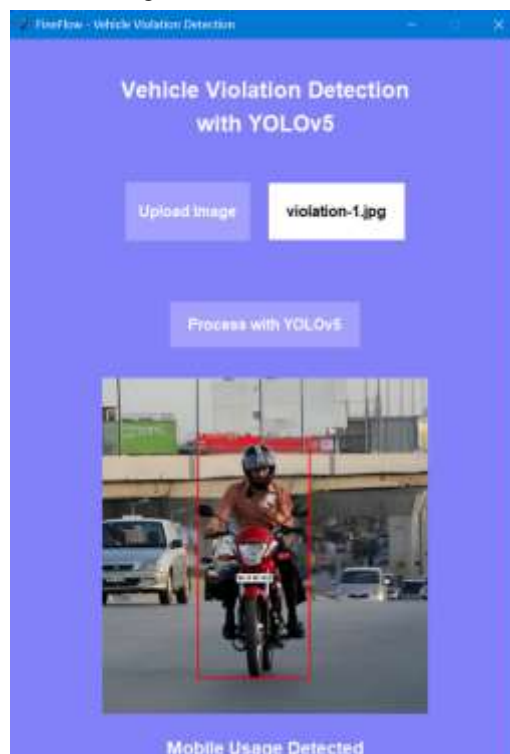 FineFlow - Vehicle Violation Detection
Vehicle Violation Detection
with YOLOv5
Upload Image
violation-1.jpg
Process with YOLOv5
Mobile Usage Detected